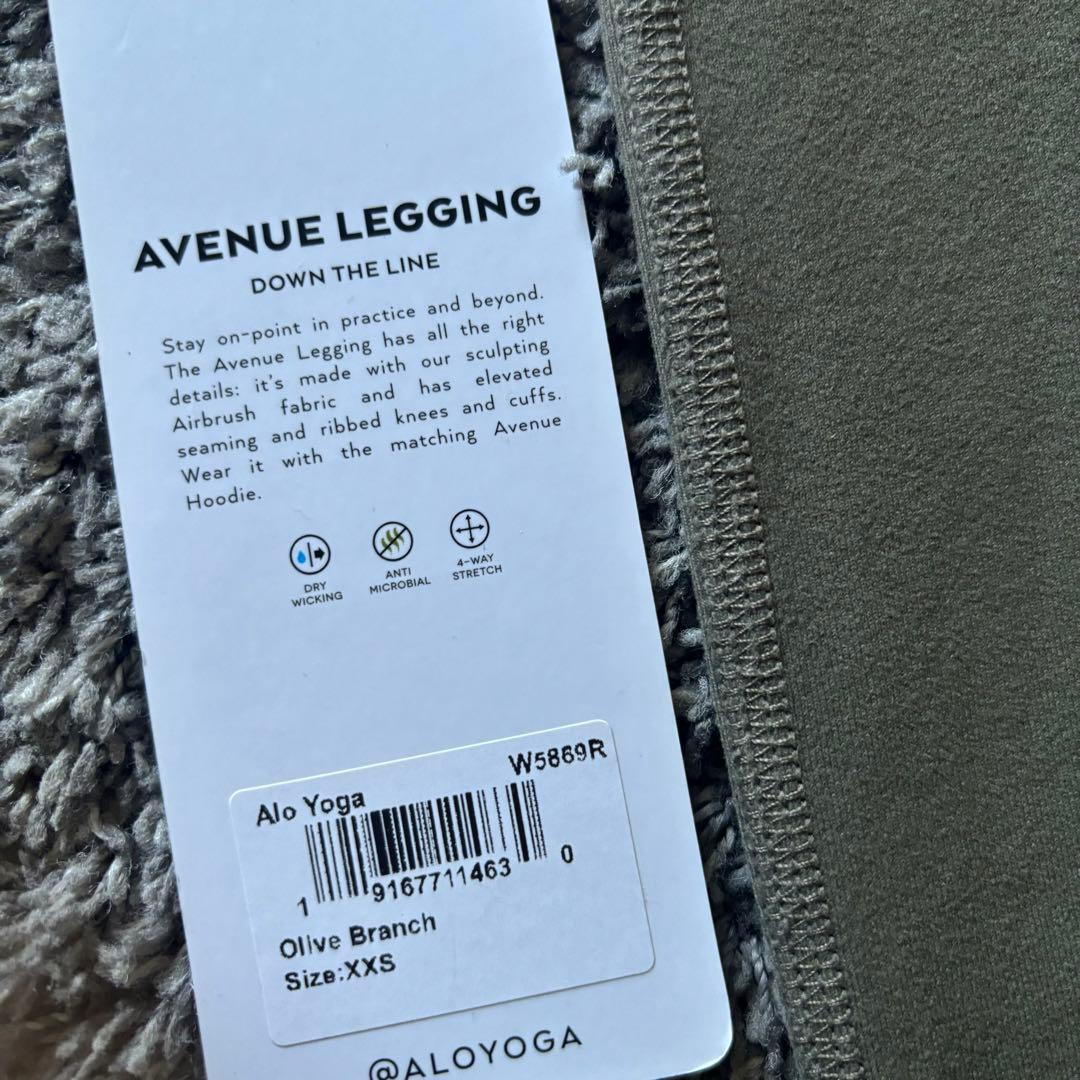 AVENUE LEGGING
DOWN THE LINE
Stay on-point in practice and beyond.
The Avenue Legging has all the right
details: it's made with our sculpting
Airbrush fabric and has elevated
seaming and ribbed knees and cuffs.
Wear it with the matching Avenue
Hoodie.
DRY
WICKING
ANTI
MICROBIAL
4-WAY
STRETCH
W5869R
Alo Yoga
1 9167711463 0
Olive Branch
Size:XXS
@ALOYOGA